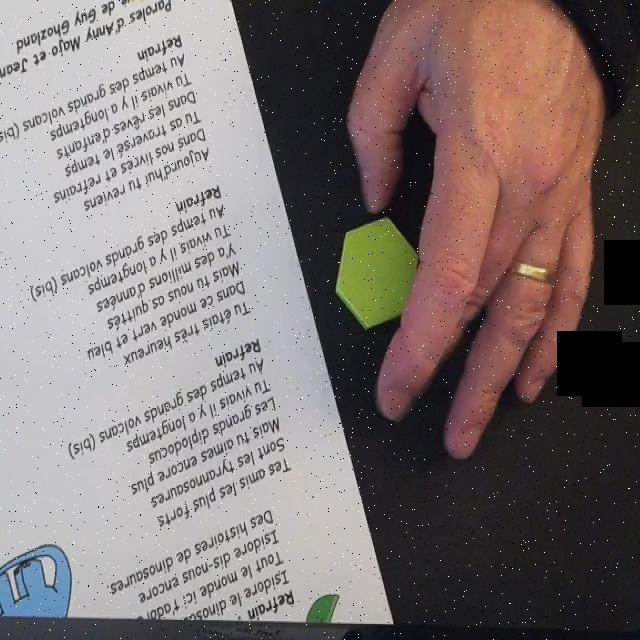 Refrain
Isidore le
Tout le monde ici t'adore
Isidore dis-nous encore
Des histoires de dinosaures
Tes amis les plus forts
Sont les tyrannosaures
Mais tu aimes encore plus
Les grands diplodocus
Tu vivais il y a longtemps
Au temps des grands volcans (bis)
Refrain
Tu étais très heureux
Dans ce monde vert et bleu
Mais tu nous as quittés
Y'a des millions d'années
Tu vivais il y a longtemps
Au temps des grands volcans (bis)
Refrain
Aujourd'hui tu reviens
Dans nos livres et refrains
Tu as traversé le temps
Dans les rêves d'enfants
Tu vivais il y a longtemps
Au temps des grands volcans (bis)
Refrain
Paroles d'Anny Majo et Jean
de Guy Ghozland